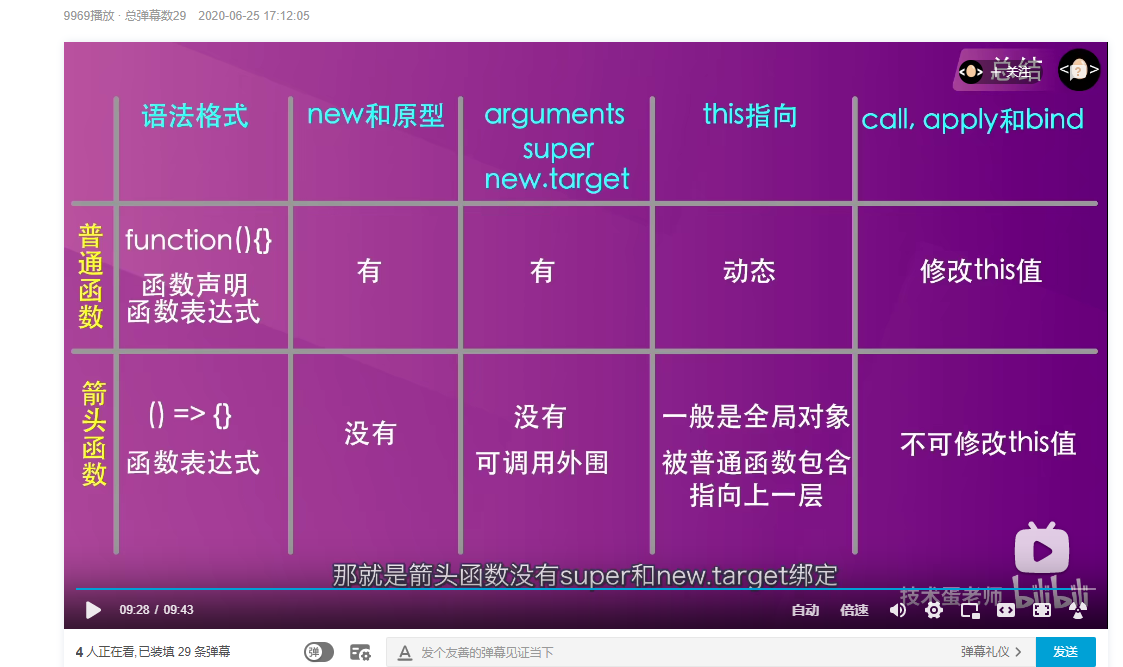 9969播放 · 总弹幕数29 2020-06-25 17:12:05
总结
+ 关注
语法格式
new和原型
arguments
super
new.target
this指向
call, apply和bind
普通函数
function(){}
函数声明
函数表达式
有
有
动态
修改this值
箭头函数
() => {}
函数表达式
没有
没有
可调用外围
一般是全局对象
被普通函数包含
指向上一层
不可修改this值
那就是箭头函数没有super和new.target绑定
技术蛋老师
bilibili
09:28 / 09:43
自动
倍速
4 人正在看,已装填 29 条弹幕
弹
A
发个友善的弹幕见证当下
弹幕礼仪 >
发送